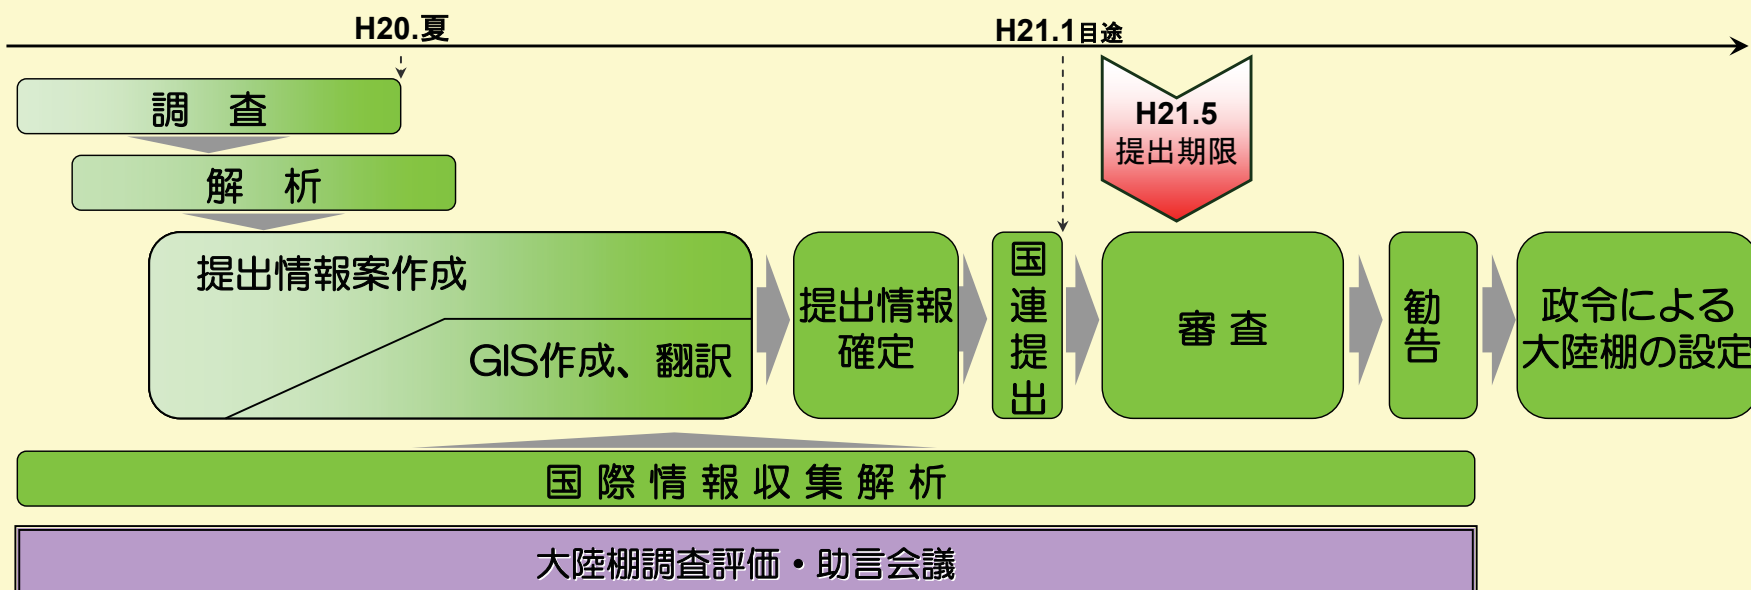 H20.夏
H21.1目途
調 査
H21.5
提出期限
解 析
提出情報案作成
GIS作成、翻訳
提出情報
確定
国
連
提
出
審 査
勧
告
政令による
大陸棚の設定
国際情報収集解析
大陸棚調査評価・助言会議